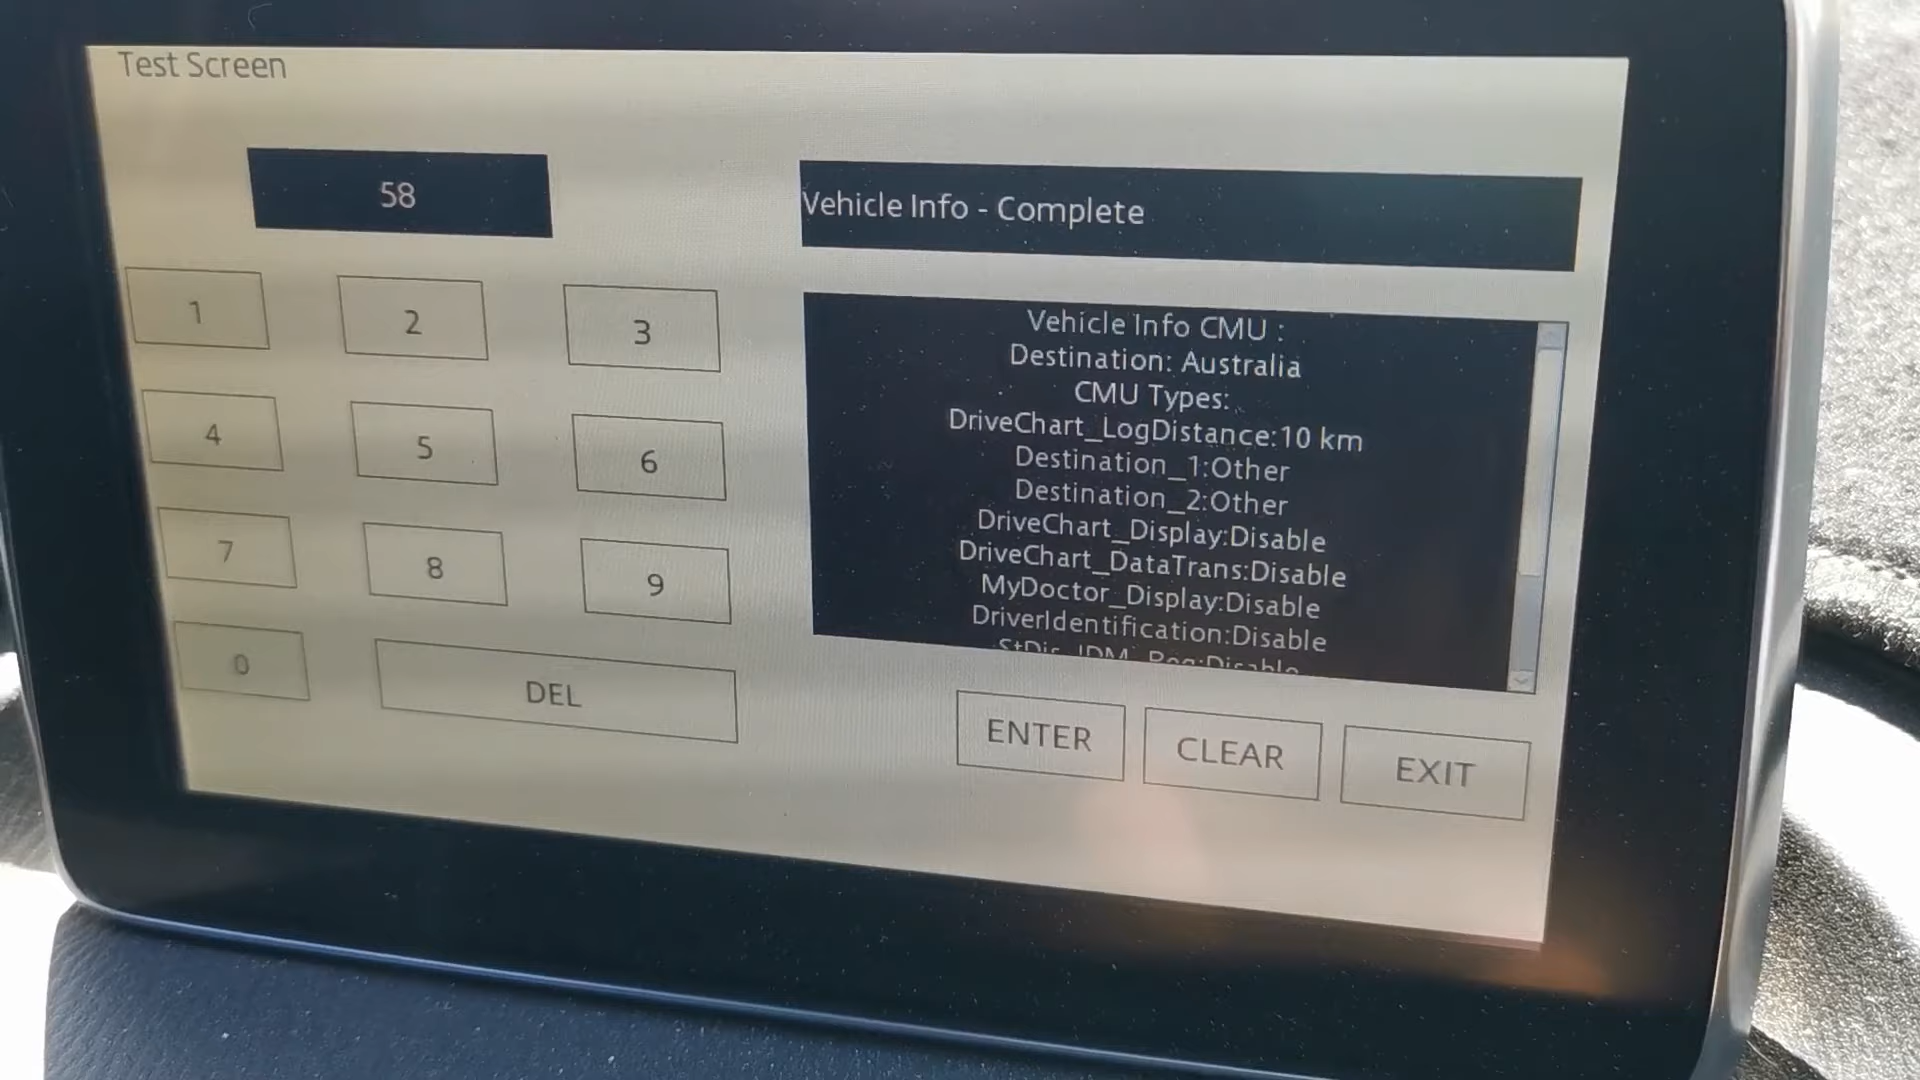 Test Screen
58
Vehicle Info - Complete
1
2
3
4
5
6
7
8
9
0
DEL
Vehicle Info CMU :
Destination: Australia
CMU Types:
DriveChart_LogDistance:10 km
Destination_1:Other
Destination_2:Other
DriveChart_Display:Disable
DriveChart_DataTrans:Disable
MyDoctor_Display:Disable
DriverIdentification:Disable
ENTER
CLEAR
EXIT